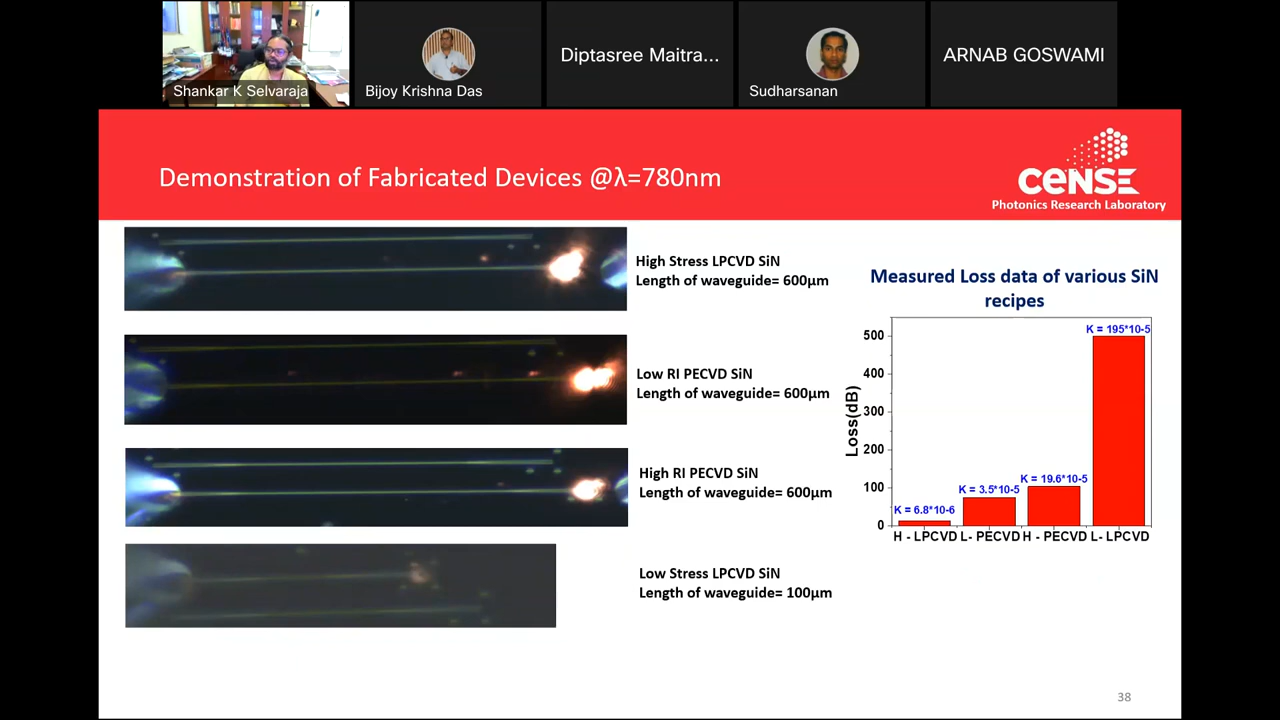 Shankar K Selvaraja
Bijoy Krishna Das
Diptasree Maitra...
Sudharsanan
ARNAB GOSWAMI
Demonstration of Fabricated Devices @λ=780nm
CeNSE
Photonics Research Laboratory
High Stress LPCVD SiN
Length of waveguide= 600μm
Low RI PECVD SiN
Length of waveguide= 600μm
High RI PECVD SiN
Length of waveguide= 600μm
Low Stress LPCVD SiN
Length of waveguide= 100μm
Measured Loss data of various SiN
recipes
Loss(dB)
500
400
300
200
100
0
K = 6.8*10-6
K = 3.5*10-5
K = 19.6*10-5
K = 195*10-5
H - LPCVD L- PECVD H - PECVD L- LPCVD
38